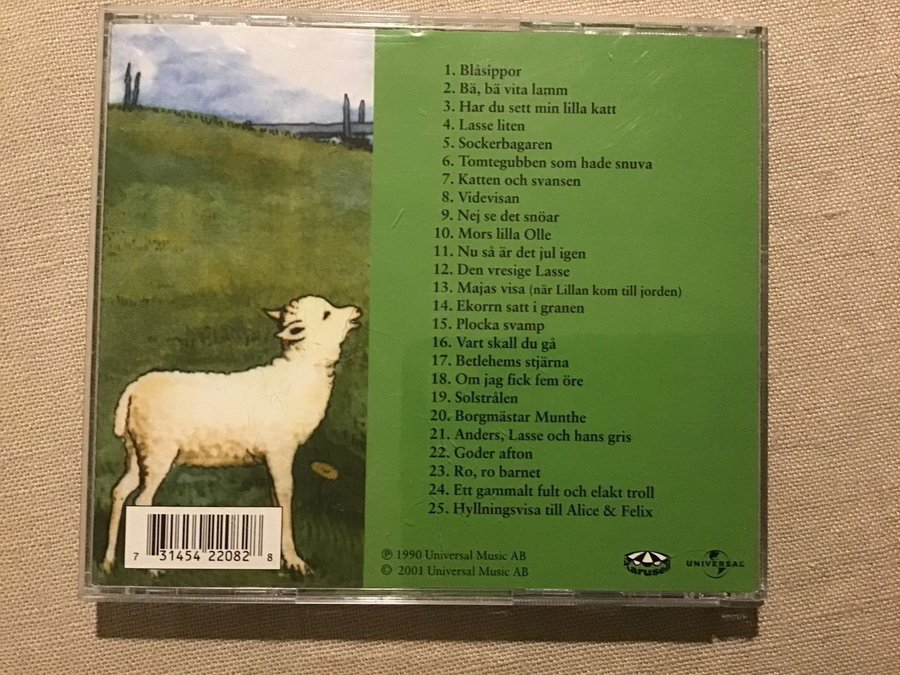 1. Blåsippor
2. Bä, bä vita lamm
3. Har du sett min lilla katt
4. Lasse liten
5. Sockerbagaren
6. Tomtegubben som hade snuva
7. Katten och svansen
8. Videvisan
9. Nej se det snöar
10. Mors lilla Olle
11. Nu så är det jul igen
12. Den vresige Lasse
13. Majas visa (när Lillan kom till jorden)
14. Ekorrn satt i granen
15. Plocka svamp
16. Vart skall du gå
17. Betlehems stjärna
18. Om jag fick fem öre
19. Solstrålen
20. Borgmästar Munthe
21. Anders, Lasse och hans gris
22. Goder afton
23. Ro, ro barnet
24. Ett gammalt fult och elakt troll
25. Hyllningsvisa till Alice & Felix
7 31454 22082 8
℗ 1990 Universal Music AB
© 2001 Universal Music AB
Karusell
UNIVERSAL